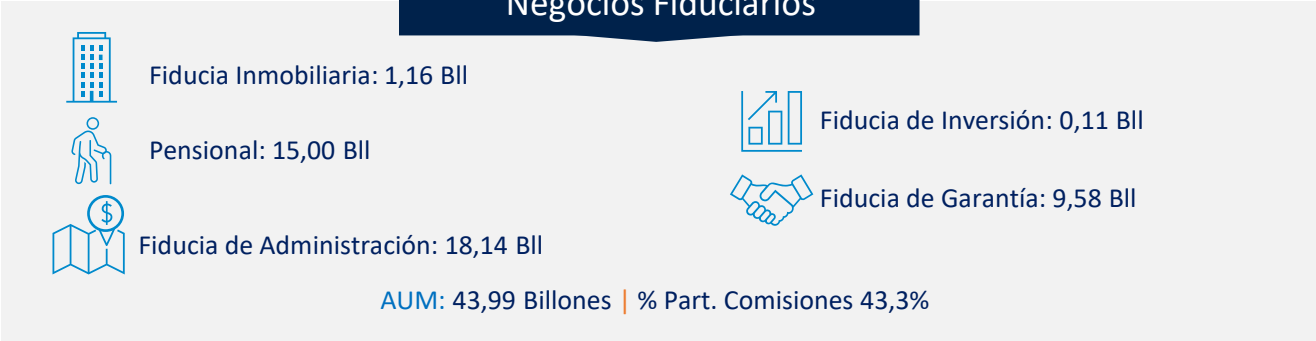 Negocios Fiduciarios
Fiducia Inmobiliaria: 1,16 Bll
Pensional: 15,00 Bll
Fiducia de Administración: 18,14 Bll
Fiducia de Inversión: 0,11 Bll
Fiducia de Garantía: 9,58 Bll
AUM: 43,99 Billones | % Part. Comisiones 43,3%
$